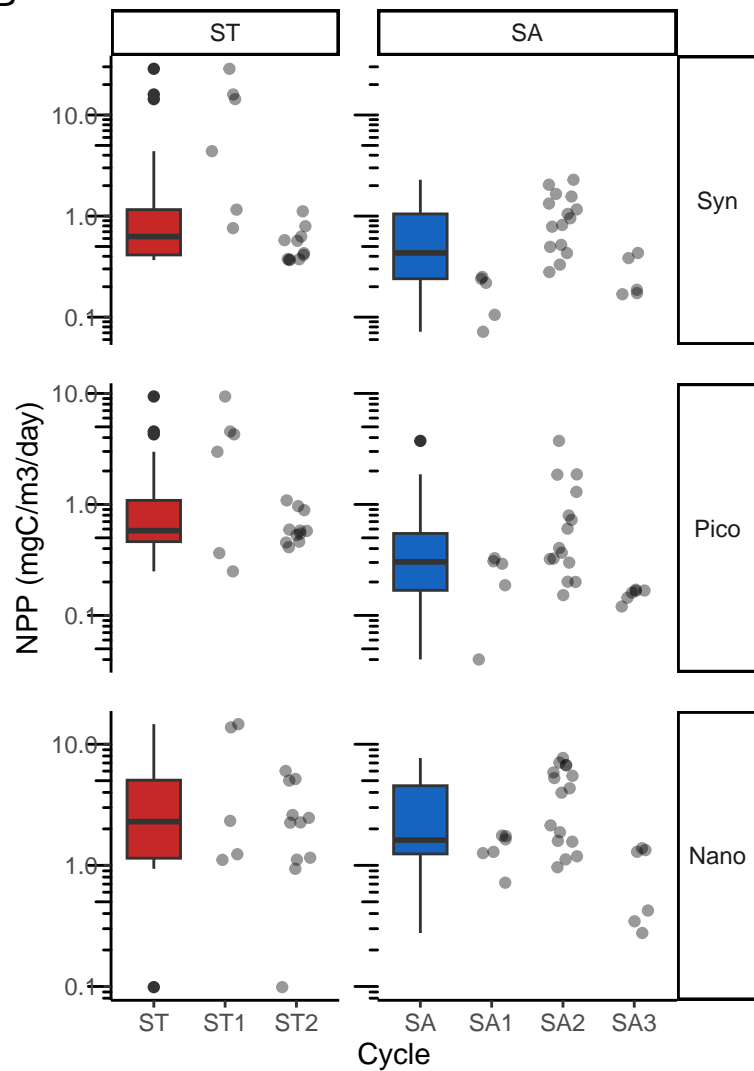 ST SA
10.0
1.0
0.1
Syn
10.0
1.0
0.1
Pico
10.0
1.0
0.1
Nano
NPP (mgC/m3/day)
ST ST1 ST2 SA SA1 SA2 SA3
Cycle